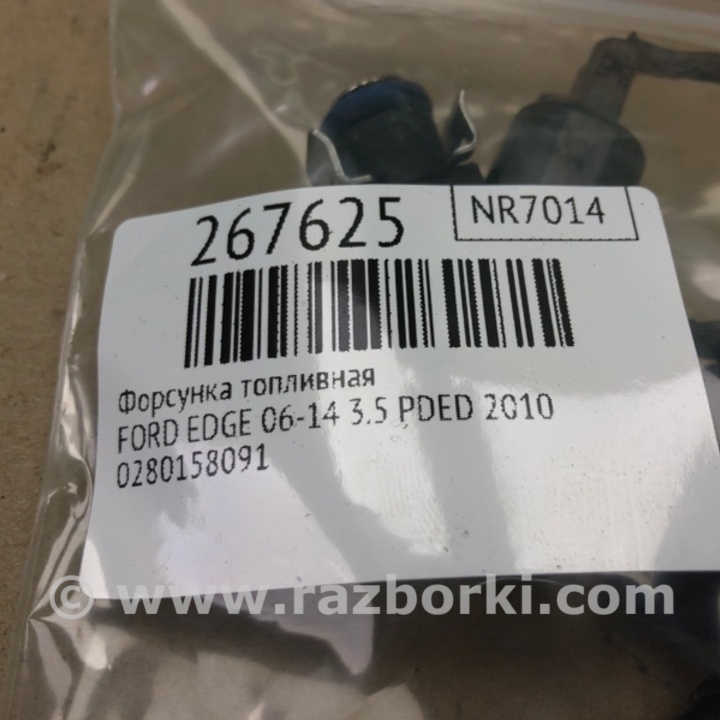 267625
NR7014
Форсунка топливная
FORD EDGE 06-14 3.5 PDED 2010
0280158091
© www.razborki.com